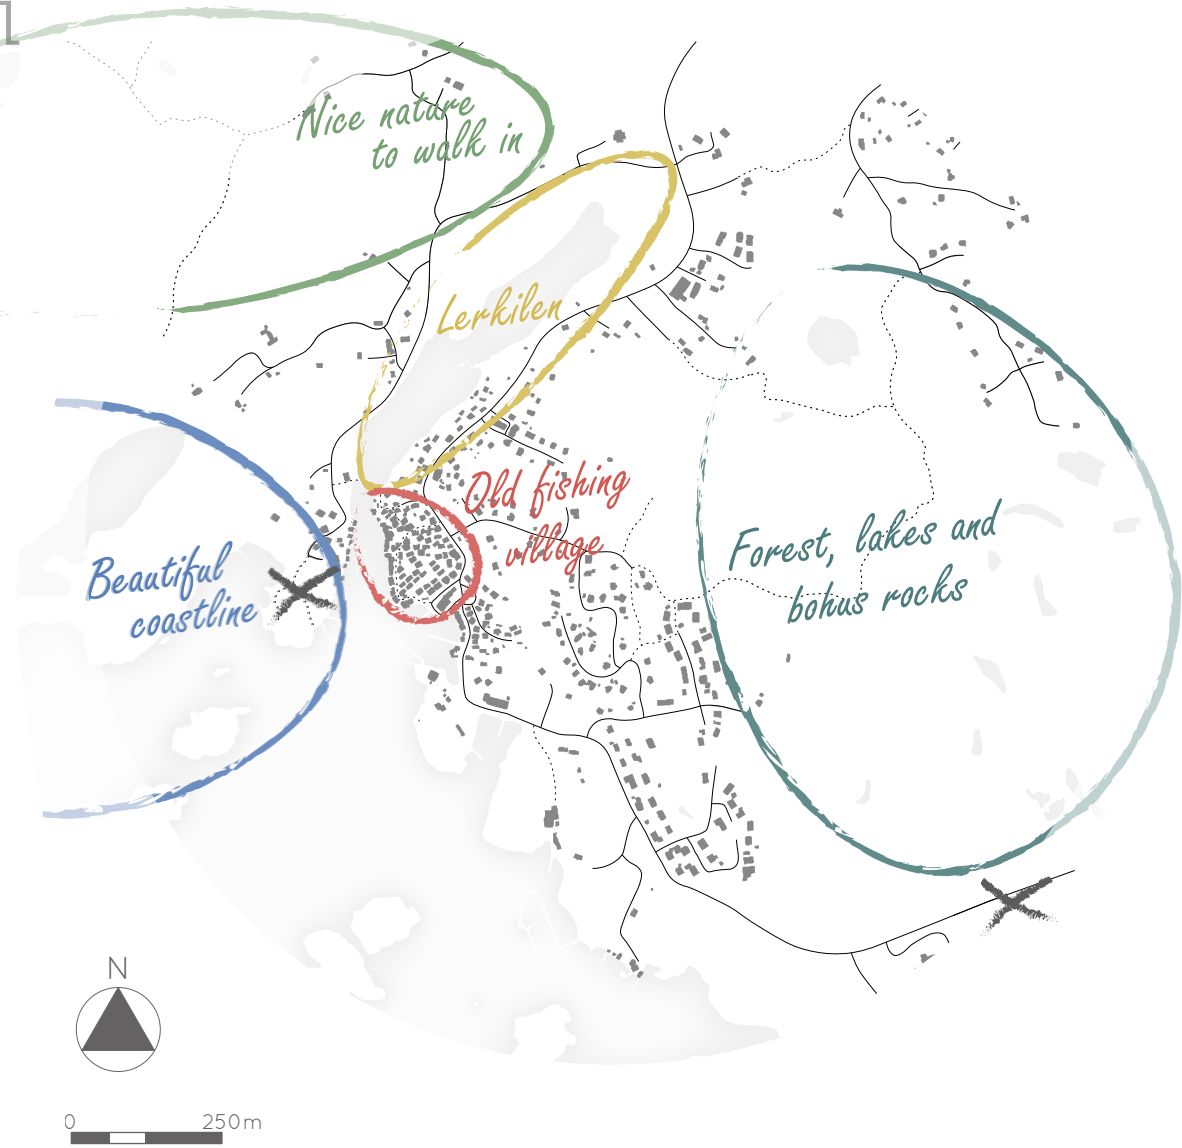 Nice nature
to walk in
Lerkilen
Old fishing
village
Beautiful
coastline
Forest, lakes and
bohus rocks
N
0 250m